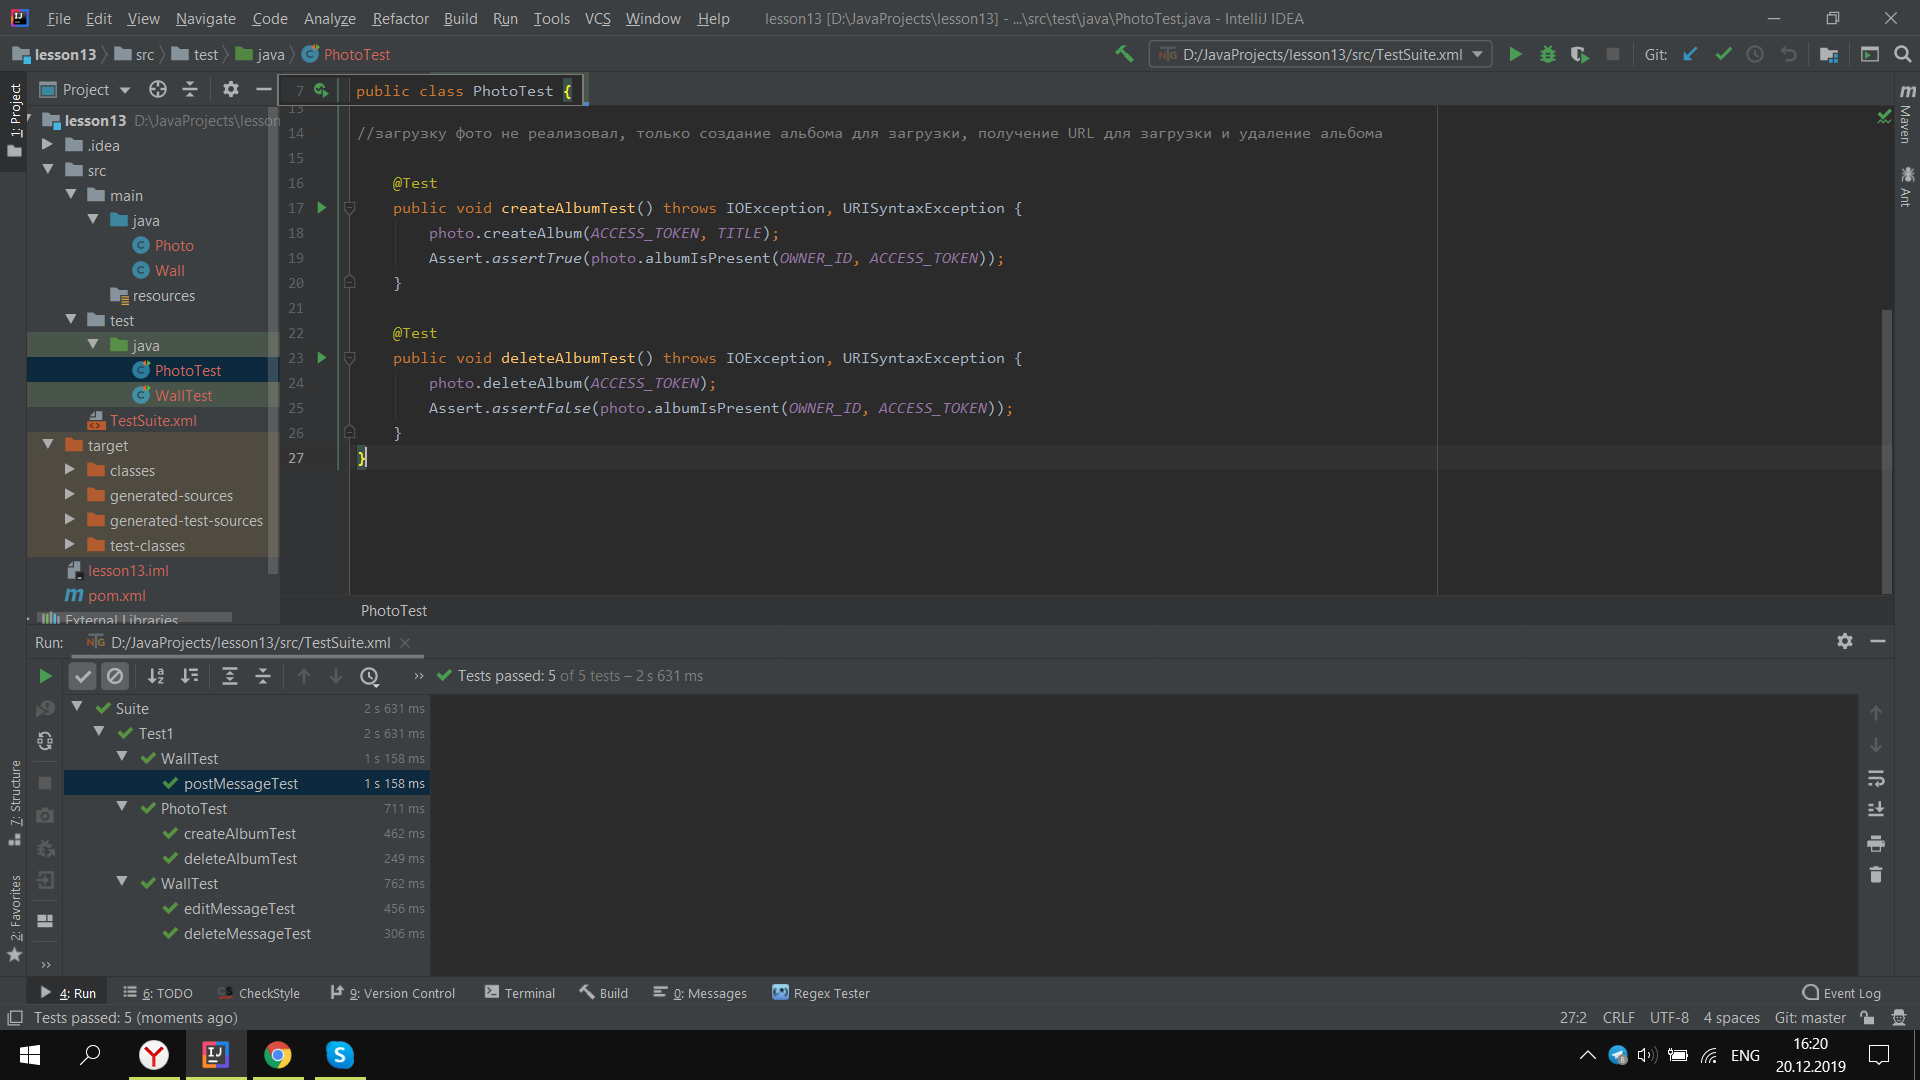 File Edit View Navigate Code Analyze Refactor Build Run Tools VCS Window Help lesson13 [D:\JavaProjects\lesson13] - ...\src\test\java\PhotoTest.java - IntelliJ IDEA
lesson13 src test java PhotoTest D:/JavaProjects/lesson13/src/TestSuite.xml Git:
Project
1: Project
7 public class PhotoTest {
lesson13 D:\JavaProjects\lesson
.idea
src
main
java
Photo
Wall
resources
test
java
PhotoTest
WallTest
TestSuite.xml
target
classes
generated-sources
generated-test-sources
test-classes
lesson13.iml
pom.xml
External Libraries
13
14 //загрузку фото не реализовал, только создание альбома для загрузки, получение URL для загрузки и удаление альбома
15
16 @Test
17 public void createAlbumTest() throws IOException, URISyntaxException {
18 photo.createAlbum(ACCESS_TOKEN, TITLE);
19 Assert.assertTrue(photo.albumIsPresent(OWNER_ID, ACCESS_TOKEN));
20 }
21
22 @Test
23 public void deleteAlbumTest() throws IOException, URISyntaxException {
24 photo.deleteAlbum(ACCESS_TOKEN);
25 Assert.assertFalse(photo.albumIsPresent(OWNER_ID, ACCESS_TOKEN));
26 }
27 }
PhotoTest
Maven
Ant
Run: D:/JavaProjects/lesson13/src/TestSuite.xml
Tests passed: 5 of 5 tests – 2 s 631 ms
Suite 2 s 631 ms
Test1 2 s 631 ms
WallTest 1 s 158 ms
postMessageTest 1 s 158 ms
PhotoTest 711 ms
createAlbumTest 462 ms
deleteAlbumTest 249 ms
WallTest 762 ms
editMessageTest 456 ms
deleteMessageTest 306 ms
7: Structure
2: Favorites
4: Run 6: TODO CheckStyle 9: Version Control Terminal Build 0: Messages Regex Tester Event Log
Tests passed: 5 (moments ago) 27:2 CRLF UTF-8 4 spaces Git: master
ENG
16:20
20.12.2019